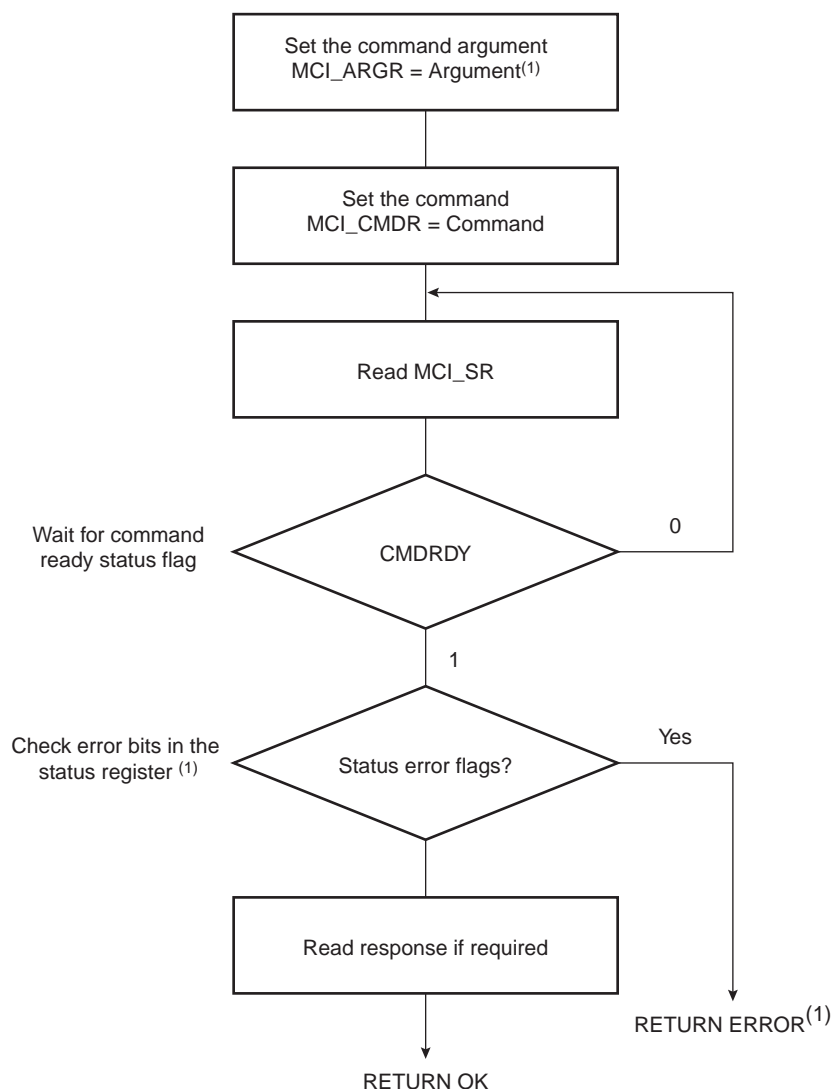 Set the command argument
MCI_ARGR = Argument(1)
Set the command
MCI_CMDR = Command
Read MCI_SR
Wait for command
ready status flag
CMDRDY
0
1
Check error bits in the
status register (1)
Status error flags?
Yes
Read response if required
RETURN ERROR(1)
RETURN OK